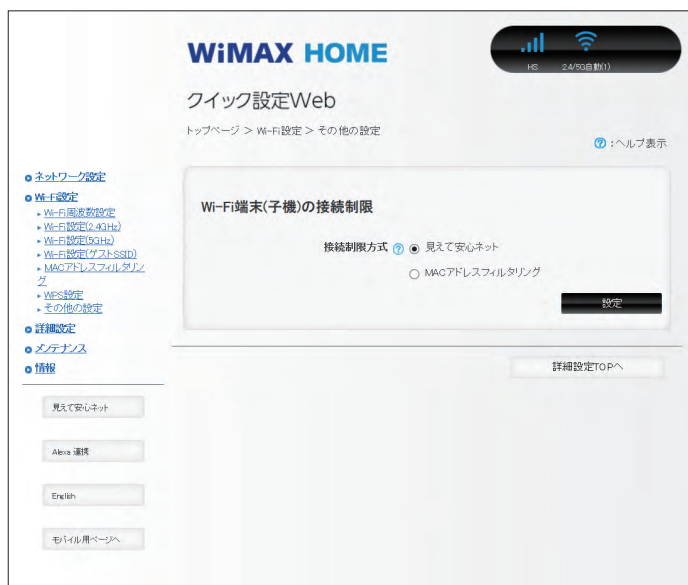 WiMAX HOME
HS 2.4/5G自動(1)
クイック設定Web
トップページ > Wi-Fi設定 > その他の設定
?:ヘルプ表示
ネットワーク設定
Wi-Fi設定
Wi-Fi周波数設定
Wi-Fi設定(2.4GHz)
Wi-Fi設定(5GHz)
Wi-Fi設定(ゲストSSID)
MACアドレスフィルタリン
グ
WPS設定
その他の設定
詳細設定
メンテナンス
情報
見えて安心ネット
Alexa 連携
English
モバイル用ページへ
Wi-Fi端末(子機)の接続制限
接続制限方式 ? 見えて安心ネット
MACアドレスフィルタリング
設定
詳細設定TOPへ